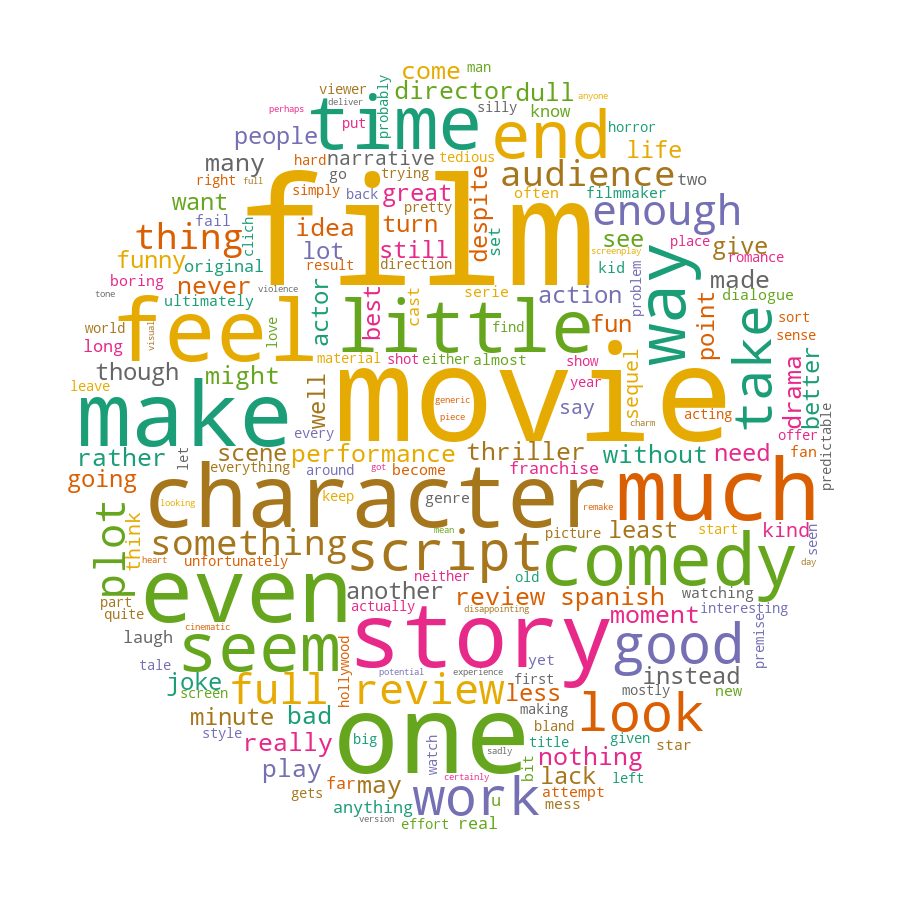 come
man
viewer
deliver
probably
director
dull
anyone
perhaps
put
time
silly
know
end
horror
people
many
hard
narrative
tedious
life
right
full
go
trying
audience
two
simply
back
great
despite
often
filmmaker
want
film
pretty
enough
fail
clich
idea
turn
set
thing
lot
still
see
place
give
funny
original
result
direction
screenplay
romance
boring
never
kid
problem
way
made
tone
ultimately
violence
actor
best
cast
serie
action
dialogue
feel
little
find
fun
point
take
sort
world
visual
love
sense
long
though
material
shot
either
almost
show
leave
might
well
year
sequel
drama
better
make
movie
generic
piece
say
charm
acting
offer
predictable
every
rather
let
scene
performance
thriller
without
need
fan
going
everything
around
got
become
franchise
looking
character
keep
genre
remake
much
plot
think
something
script
mean
picture
least
start
kind
seen
heart
unfortunately
comedy
day
even
neither
old
another
part
quite
actually
review spanish
disappointing
watching
moment
interesting
laugh
cinematic
seem
story
good
premise
tale
hollywood
yet
joke
potential
experience
first
instead
screen
full
review
less
mostly
new
minute
bad
making
look
style
one
bland
really
big
sadly
title
given
star
play
watch
bit
nothing
far
may
certainly
lack
left
gets
work
u
attempt
anything
mess
version
effort
real